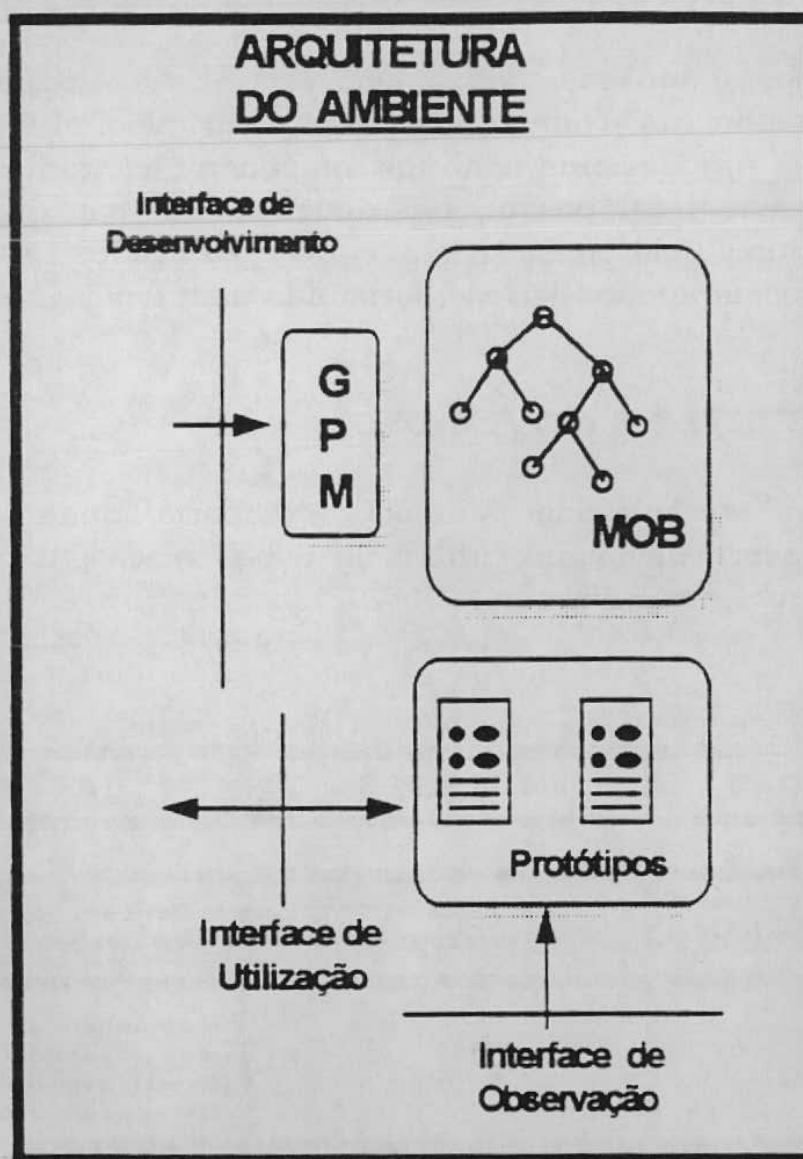 ARQUITETURA
DO AMBIENTE
Interface de
Desenvolvimento
G
P
M
MOB
Protótipos
Interface de
Utilização
Interface de
Observação